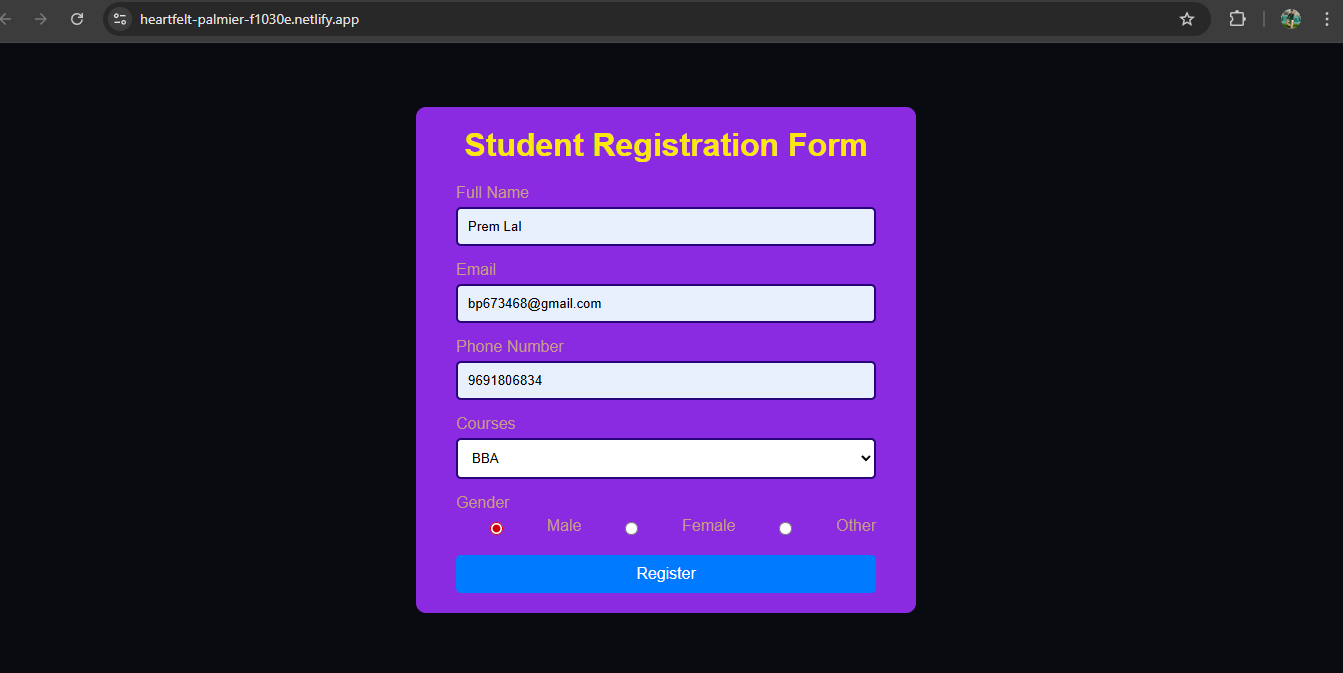 heartfelt-palmier-f1030e.netlify.app
Student Registration Form
Full Name
Prem Lal
Email
bp673468@gmail.com
Phone Number
9691806834
Courses
BBA
Gender
Male Female Other
Register